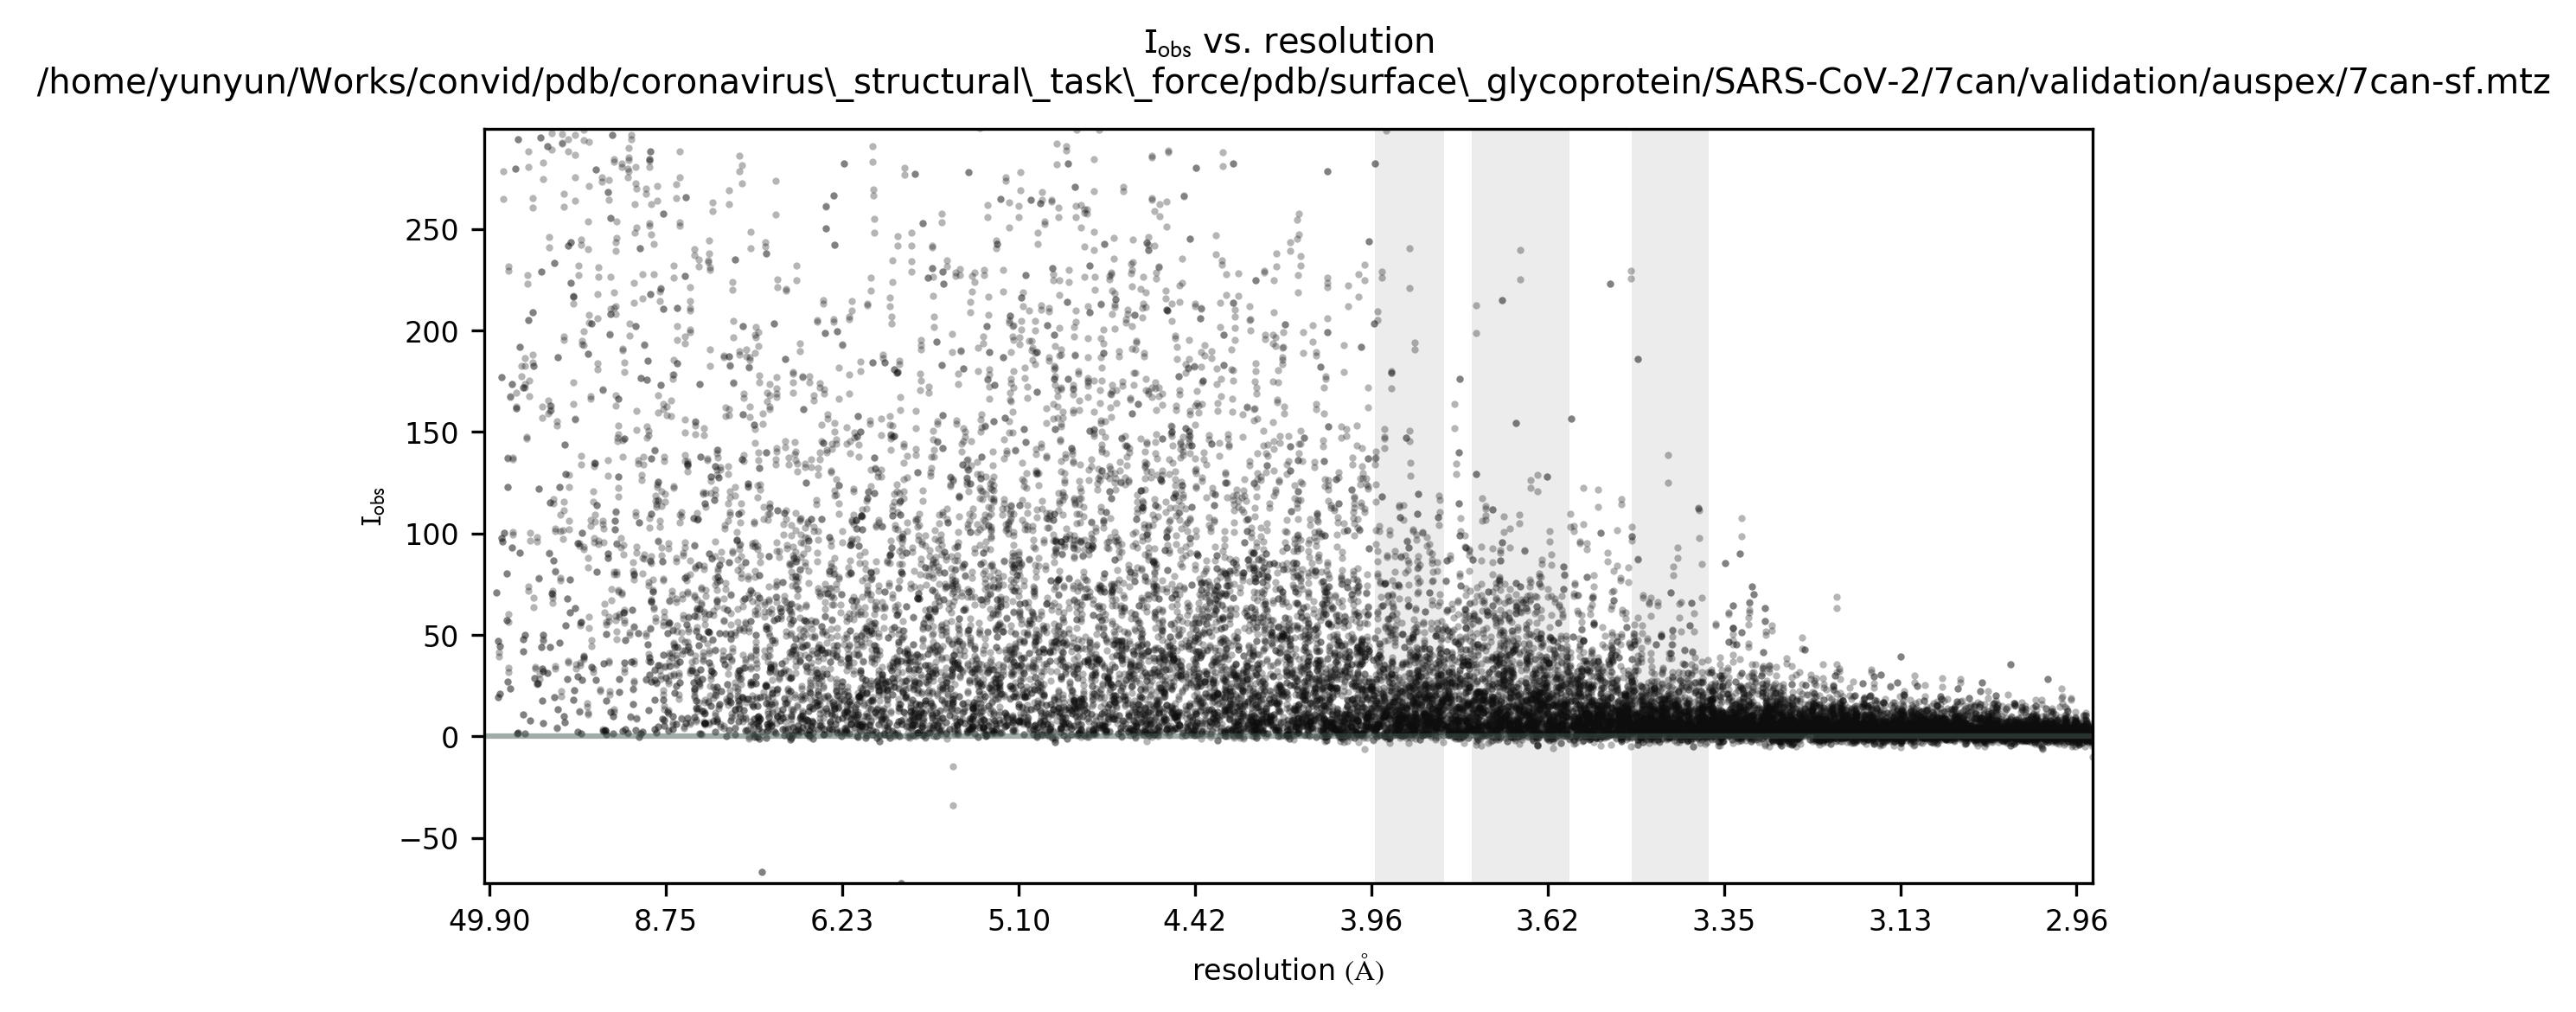 Iobs vs. resolution
/home/yunyun/Works/convid/pdb/coronavirus\_structural\_task\_force/pdb/surface\_glycoprotein/SARS-CoV-2/7can/validation/auspex/7can-sf.mtz
250
200
150
100
50
0
−50
Iobs
49.90 8.75 6.23 5.10 4.42 3.96 3.62 3.35 3.13 2.96
resolution (Å)